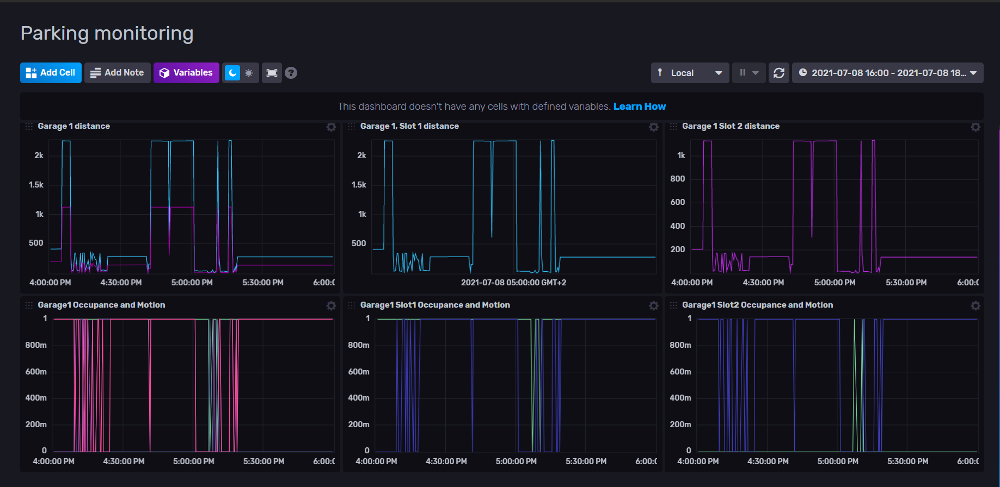 Parking monitoring
Add Cell Add Note Variables ? Local 2021-07-08 16:00 - 2021-07-08 18...
This dashboard doesn't have any cells with defined variables. Learn How
Garage 1 distance
2k
1.5k
1k
500
4:00:00 PM 4:30:00 PM 5:00:00 PM 5:30:00 PM 6:00:0
Garage 1, Slot 1 distance
2k
1.5k
1k
500
2021-07-08 05:00:00 GMT+2
Garage 1 Slot 2 distance
1k
800
600
400
200
4:00:00 PM 4:30:00 PM 5:00:00 PM 5:30:00 PM 6:00:0
Garage1 Occupance and Motion
1
800m
600m
400m
200m
0
4:00:00 PM 4:30:00 PM 5:00:00 PM 5:30:00 PM 6:00:0
Garage1 Slot1 Occupance and Motion
1
800m
600m
400m
200m
0
4:00:00 PM 4:30:00 PM 5:00:00 PM 5:30:00 PM 6:00:0
Garage1 Slot2 Occupance and Motion
1
800m
600m
400m
200m
0
4:00:00 PM 4:30:00 PM 5:00:00 PM 5:30:00 PM 6:00:0